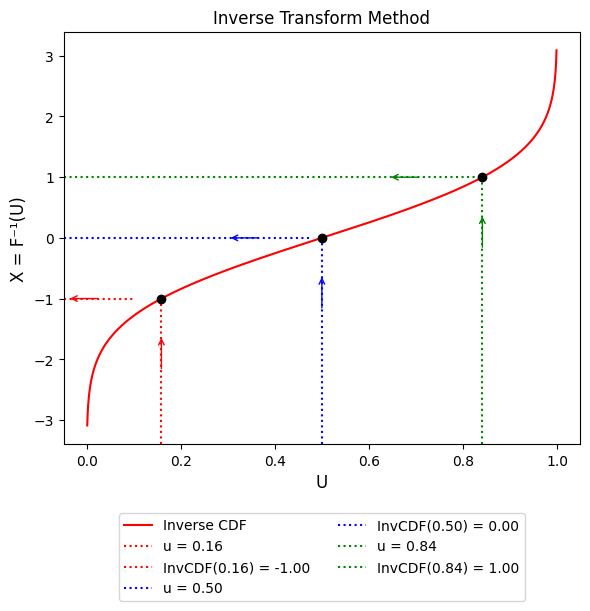 Inverse Transform Method
3
2
1
0
−1
−2
−3
X = F⁻¹(U)
0.0 0.2 0.4 0.6 0.8 1.0
U
Inverse CDF
u = 0.16
InvCDF(0.16) = -1.00
u = 0.50
InvCDF(0.50) = 0.00
u = 0.84
InvCDF(0.84) = 1.00